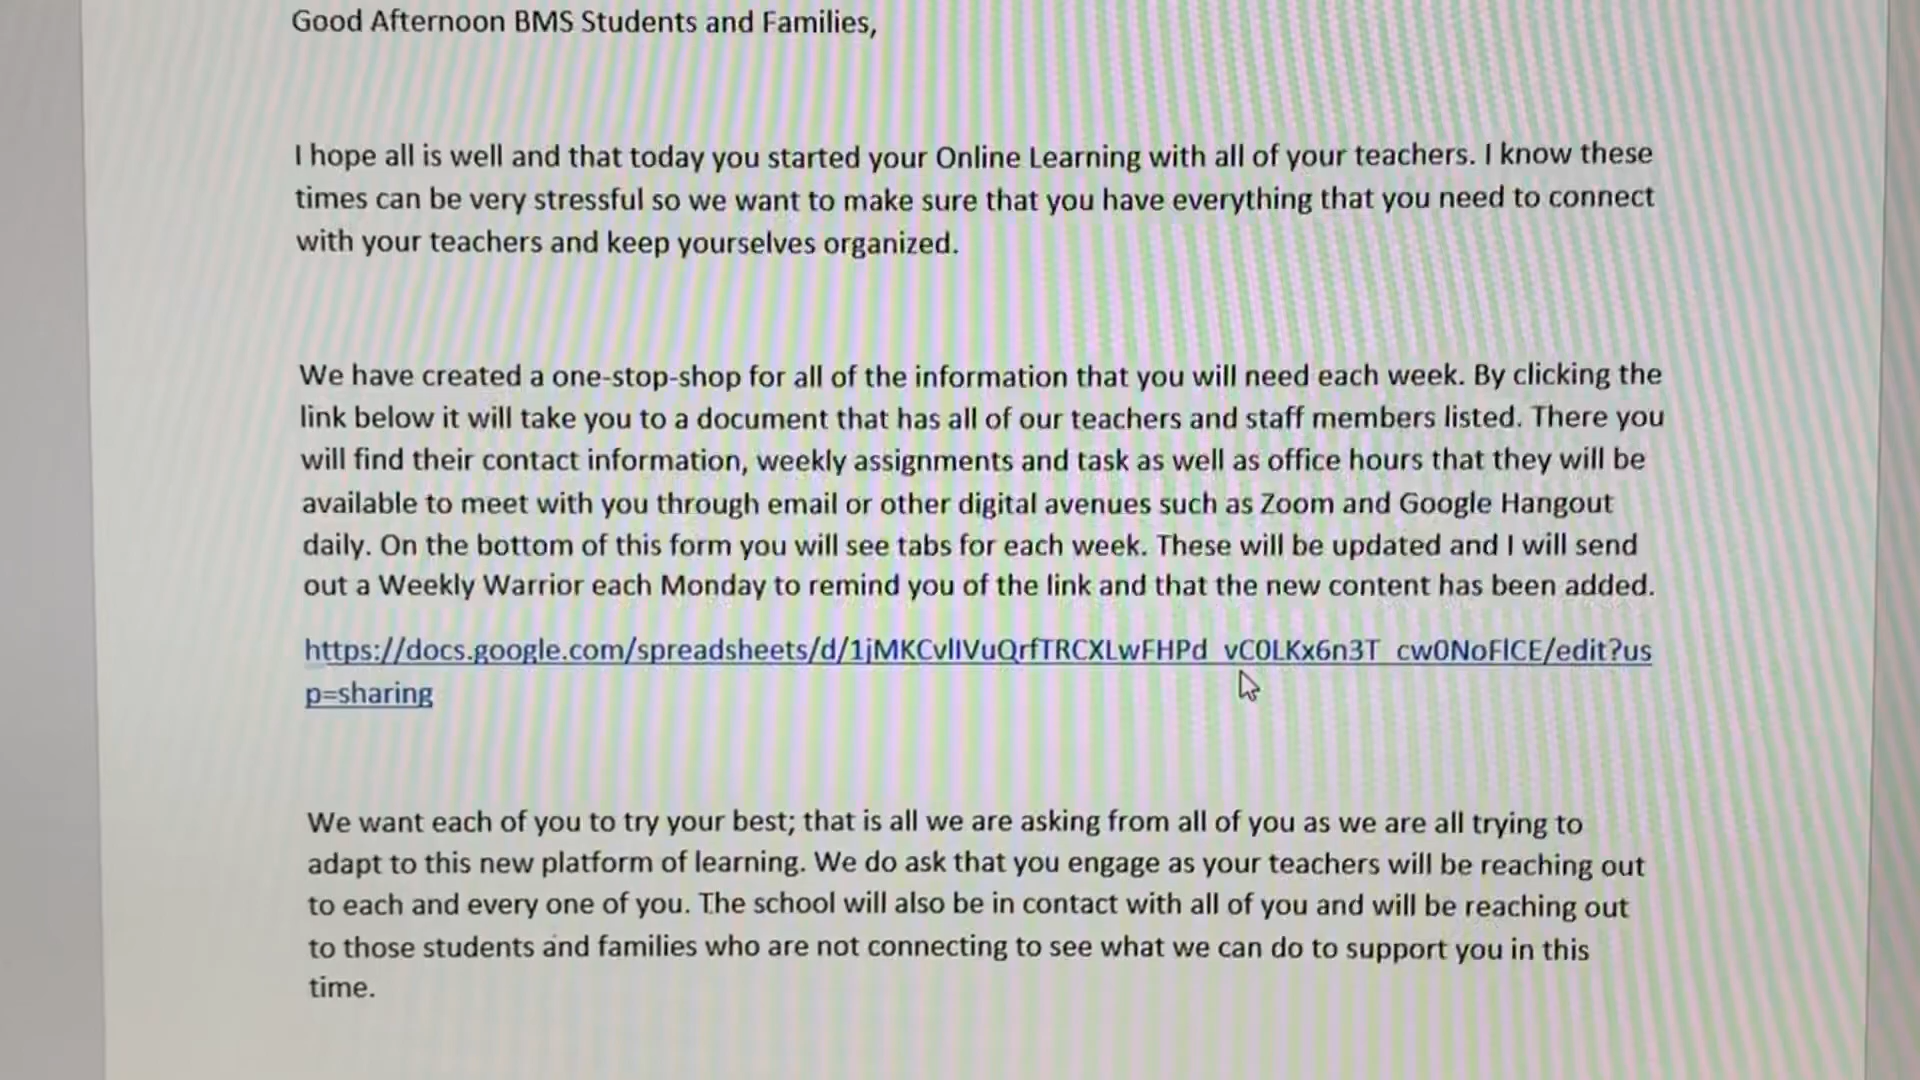 Good Afternoon BMS Students and Families,
I hope all is well and that today you started your Online Learning with all of your teachers. I know these
times can be very stressful so we want to make sure that you have everything that you need to connect
with your teachers and keep yourselves organized.
We have created a one-stop-shop for all of the information that you will need each week. By clicking the
link below it will take you to a document that has all of our teachers and staff members listed. There you
will find their contact information, weekly assignments and task as well as office hours that they will be
available to meet with you through email or other digital avenues such as Zoom and Google Hangout
daily. On the bottom of this form you will see tabs for each week. These will be updated and I will send
out a Weekly Warrior each Monday to remind you of the link and that the new content has been added.
https://docs.google.com/spreadsheets/d/1jMKCvlIVuQrfTRCXLwFHPd_vC0LKx6n3T_cw0NoFlCE/edit?us
p=sharing
We want each of you to try your best; that is all we are asking from all of you as we are all trying to
adapt to this new platform of learning. We do ask that you engage as your teachers will be reaching out
to each and every one of you. The school will also be in contact with all of you and will be reaching out
to those students and families who are not connecting to see what we can do to support you in this
time.